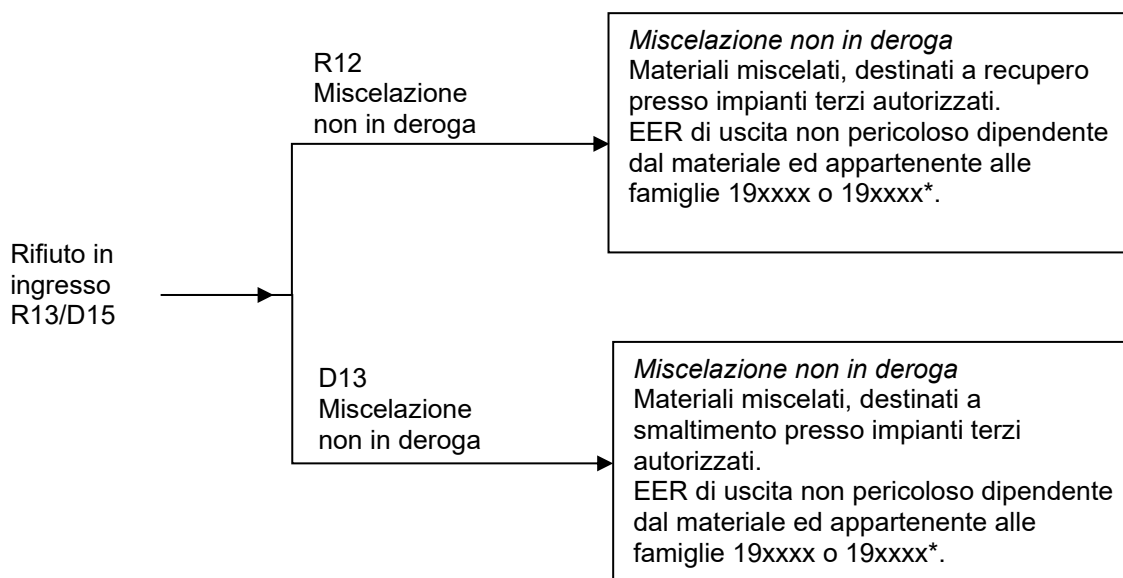 Rifiuto in
ingresso
R13/D15
R12
Miscelazione
non in deroga
Miscelazione non in deroga
Materiali miscelati, destinati a recupero
presso impianti terzi autorizzati.
EER di uscita non pericoloso dipendente
dal materiale ed appartenente alle
famiglie 19xxxx o 19xxxx*.
D13
Miscelazione
non in deroga
Miscelazione non in deroga
Materiali miscelati, destinati a
smaltimento presso impianti terzi
autorizzati.
EER di uscita non pericoloso dipendente
dal materiale ed appartenente alle
famiglie 19xxxx o 19xxxx*.